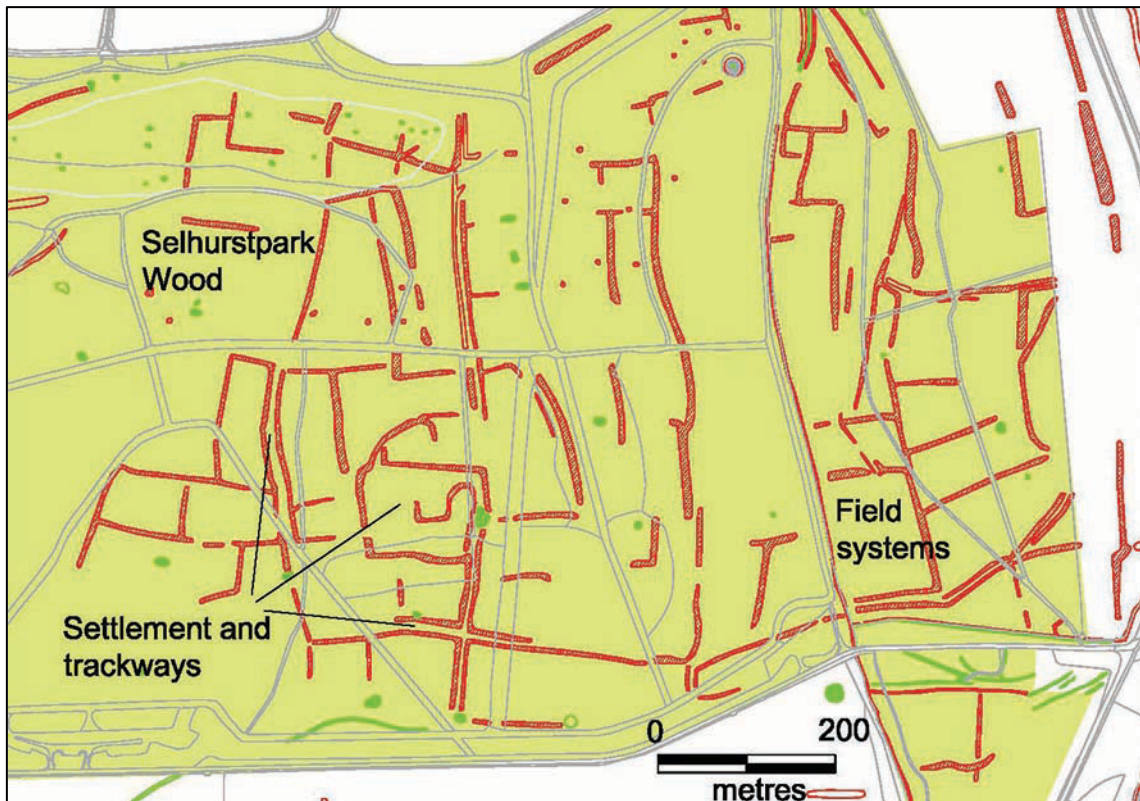 Selhurstpark
Wood
Field
systems
Settlement and
trackways
0 200
metres